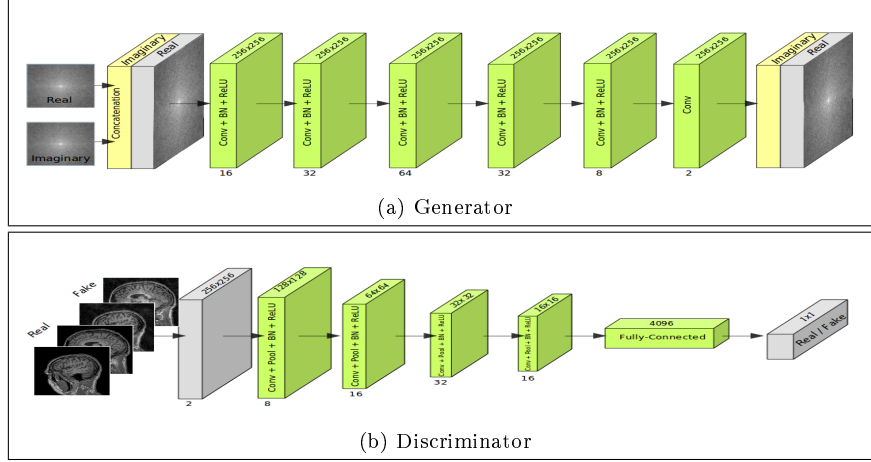 Real
Imaginary
Concatenation
Imaginary
Real
256x256
Conv + BN + ReLU
16
256x256
Conv + BN + ReLU
32
256x256
Conv + BN + ReLU
64
256x256
Conv + BN + ReLU
32
256x256
Conv + BN + ReLU
8
256x256
Conv
2
Imaginary
Real
(a) Generator
Real
Fake
256x256
2
128x128
Conv + Pool + BN + ReLU
8
64x64
Conv + Pool + BN + ReLU
16
32x32
Conv + Pool + BN + ReLU
32
16x16
Conv + Pool + BN + ReLU
16
4096
Fully-Connected
1x1
Real / Fake
(b) Discriminator